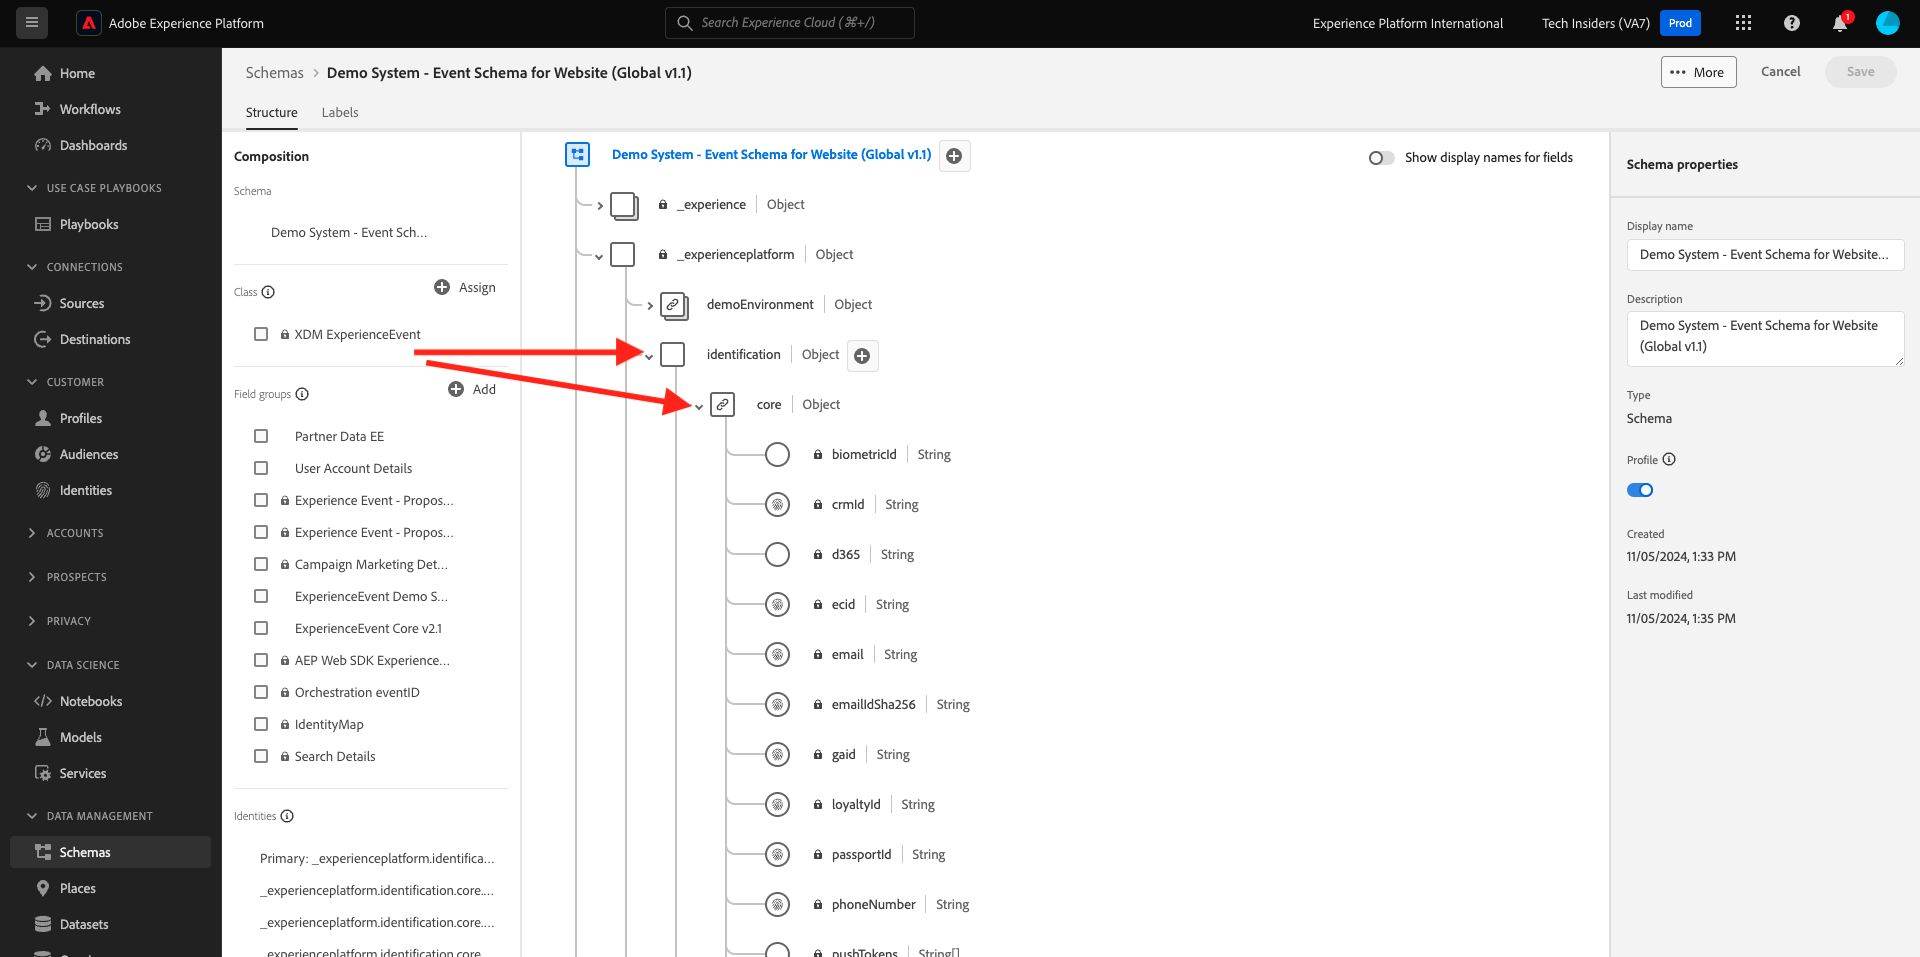 Adobe Experience Platform
Search Experience Cloud (⌘+/)
Experience Platform International
Tech Insiders (VA7)
Prod
1
Home
Workflows
Dashboards
USE CASE PLAYBOOKS
Playbooks
CONNECTIONS
Sources
Destinations
CUSTOMER
Profiles
Audiences
Identities
ACCOUNTS
PROSPECTS
PRIVACY
DATA SCIENCE
Notebooks
Models
Services
DATA MANAGEMENT
Schemas
Places
Datasets
Schemas > Demo System - Event Schema for Website (Global v1.1)
••• More
Cancel
Save
Structure
Labels
Composition
Schema
Demo System - Event Sch...
Class
Assign
XDM ExperienceEvent
Field groups
Add
Partner Data EE
User Account Details
Experience Event - Propos...
Experience Event - Propos...
Campaign Marketing Det...
ExperienceEvent Demo S...
ExperienceEvent Core v2.1
AEP Web SDK Experience...
Orchestration eventID
IdentityMap
Search Details
Identities
Primary: _experienceplatform.identifica...
_experienceplatform.identification.core....
_experienceplatform.identification.core....
_experienceplatform.identification.core....
Demo System - Event Schema for Website (Global v1.1)
Show display names for fields
_experience | Object
_experienceplatform | Object
demoEnvironment | Object
identification | Object
core | Object
biometricId | String
crmId | String
d365 | String
ecid | String
email | String
emailIdSha256 | String
gaid | String
loyaltyId | String
passportId | String
phoneNumber | String
pushTokens | String[]
Schema properties
Display name
Demo System - Event Schema for Website...
Description
Demo System - Event Schema for Website
(Global v1.1)
Type
Schema
Profile
Created
11/05/2024, 1:33 PM
Last modified
11/05/2024, 1:35 PM